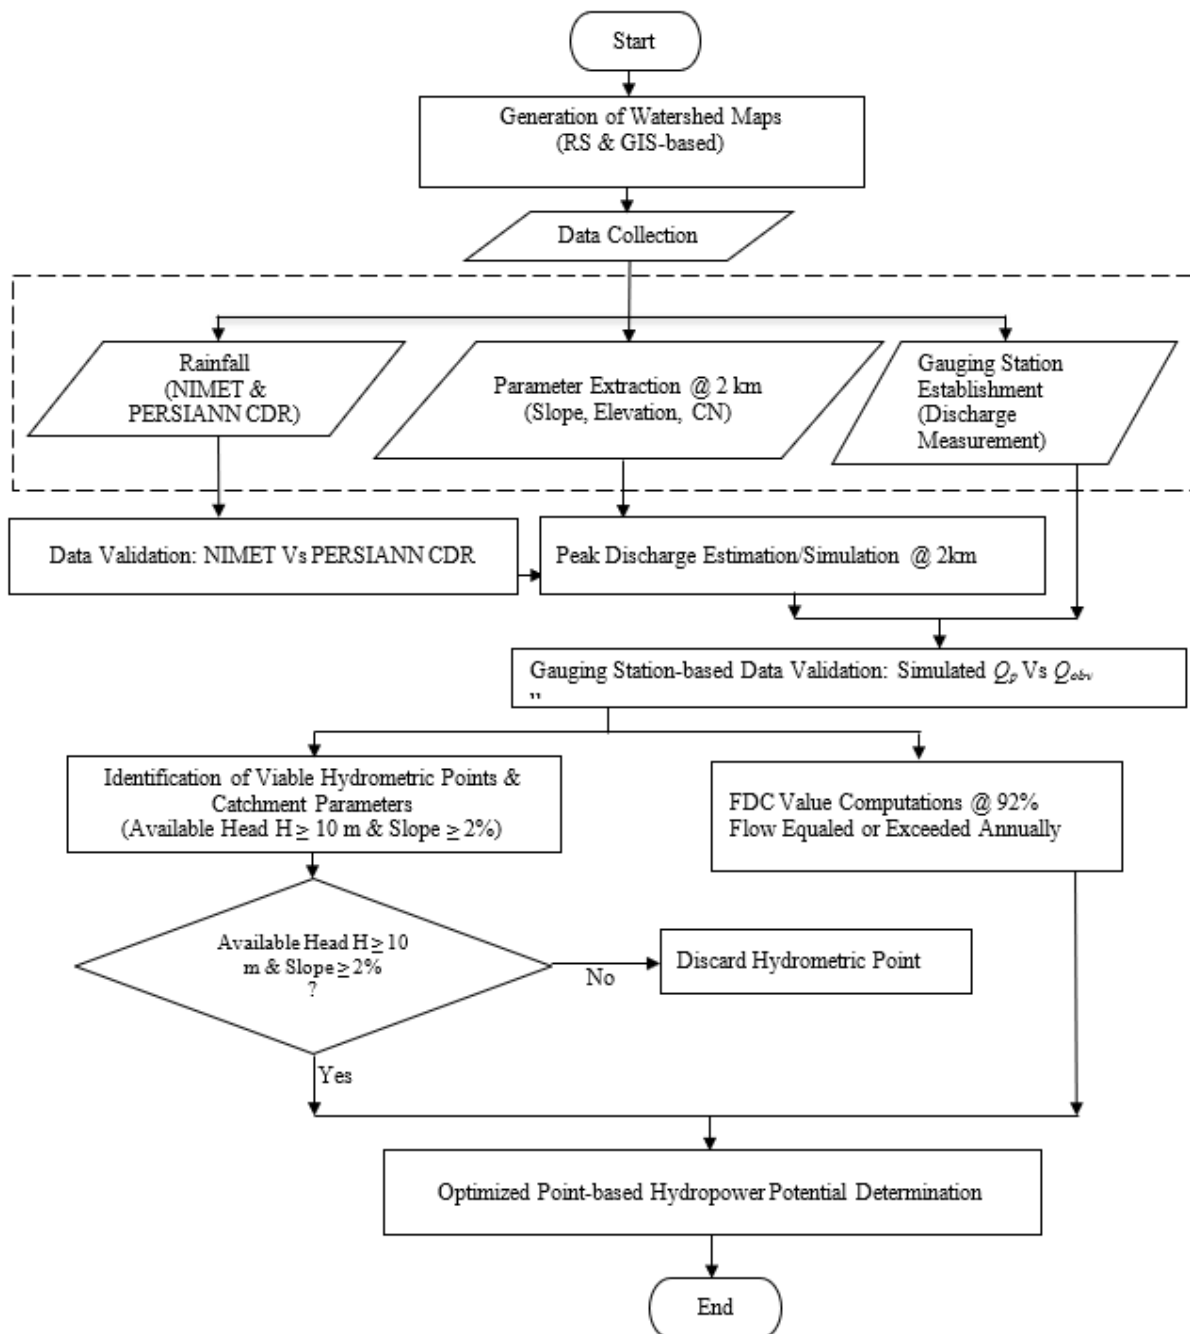 Start
Generation of Watershed Maps
(RS & GIS-based)
Data Collection
Rainfall
(NIMET &
PERSIANN CDR)
Parameter Extraction @ 2 km
(Slope, Elevation, CN)
Gauging Station
Establishment
(Discharge
Measurement)
Data Validation: NIMET Vs PERSIANN CDR
Peak Discharge Estimation/Simulation @ 2km
Gauging Station-based Data Validation: Simulated Qp Vs Qobv
Identification of Viable Hydrometric Points &
Catchment Parameters
(Available Head H ≥ 10 m & Slope ≥ 2%)
FDC Value Computations @ 92%
Flow Equaled or Exceeded Annually
Available Head H ≥ 10
m & Slope ≥ 2%
?
No
Discard Hydrometric Point
Yes
Optimized Point-based Hydropower Potential Determination
End